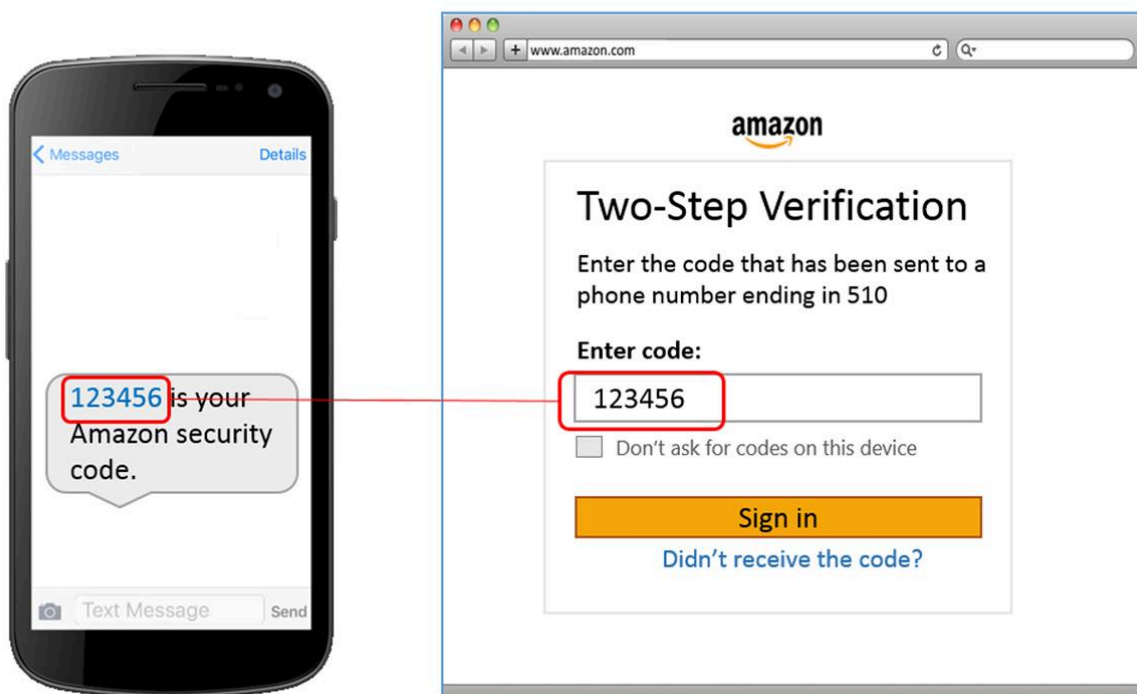 Messages Details
123456 is your
Amazon security
code.
Text Message Send
www.amazon.com
amazon
Two-Step Verification
Enter the code that has been sent to a
phone number ending in 510
Enter code:
123456
Don't ask for codes on this device
Sign in
Didn't receive the code?